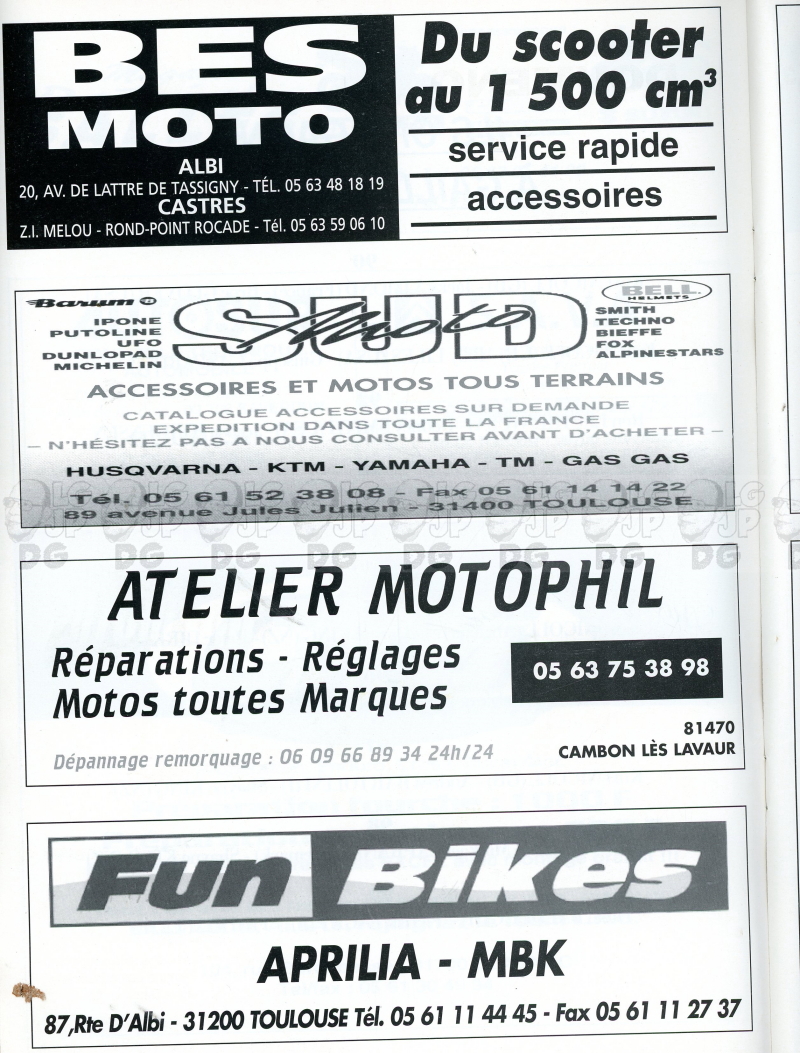 BES
MOTO
ALBI
20, AV. DE LATTRE DE TASSIGNY - TÉL. 05 63 48 18 19
CASTRES
Z.I. MELOU - ROND-POINT ROCADE - Tél. 05 63 59 06 10
Du scooter
au 1 500 cm³
service rapide
accessoires
Barum
IPONE
PUTOLINE
UFO
DUNLOPAD
MICHELIN
SUD
Moto
BELL
HELMETS
SMITH
TECHNO
BIEFFE
FOX
ALPINESTARS
ACCESSOIRES ET MOTOS TOUS TERRAINS
CATALOGUE ACCESSOIRES SUR DEMANDE
EXPEDITION DANS TOUTE LA FRANCE
– N'HÉSITEZ PAS A NOUS CONSULTER AVANT D'ACHETER –
HUSQVARNA - KTM - YAMAHA - TM - GAS GAS
Tél. 05 61 52 38 08 - Fax 05 61 14 14 22
89 avenue Jules Julien - 31400 TOULOUSE
ATELIER MOTOPHIL
Réparations - Réglages
Motos toutes Marques
05 63 75 38 98
Dépannage remorquage : 06 09 66 89 34 24h/24
81470
CAMBON LÈS LAVAUR
Fun Bikes
APRILIA - MBK
87,Rte D'Albi - 31200 TOULOUSE Tél. 05 61 11 44 45 - Fax 05 61 11 27 37